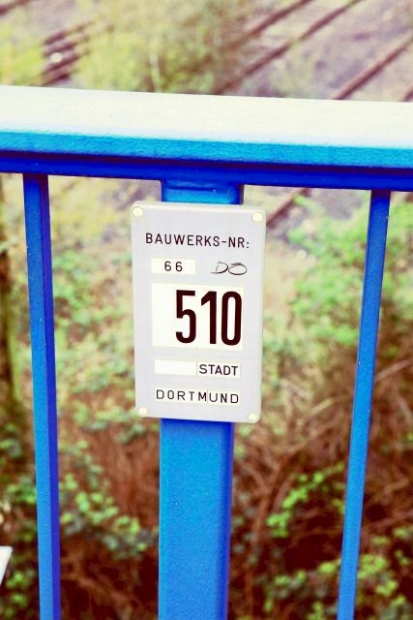 BAUWERKS-NR:
66 DO
510
STADT
DORTMUND